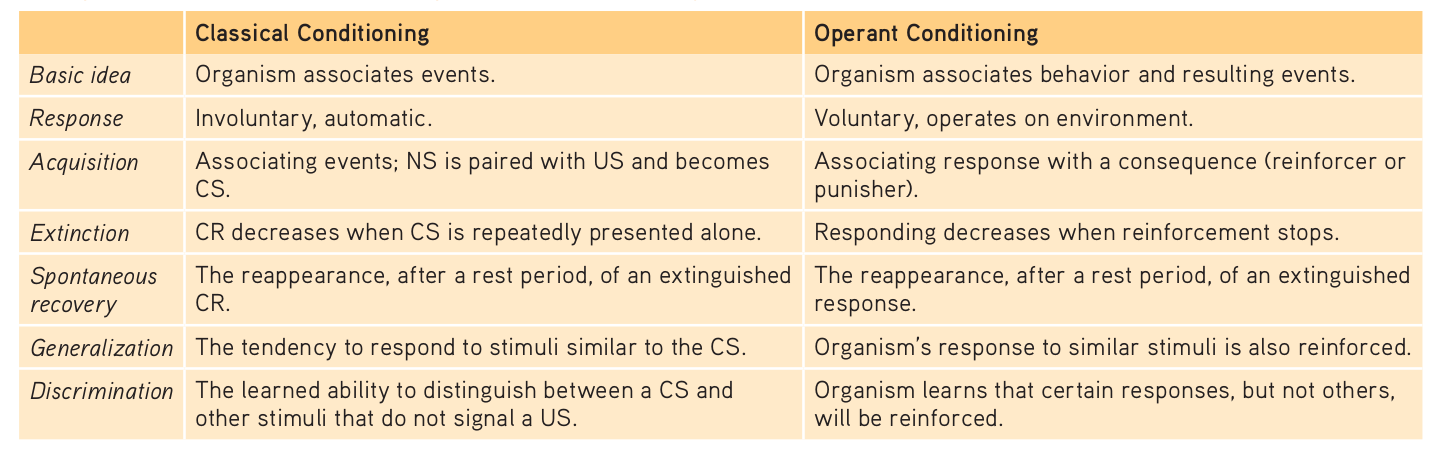 Classical Conditioning
Operant Conditioning
Basic idea
Organism associates events.
Organism associates behavior and resulting events.
Response
Involuntary, automatic.
Voluntary, operates on environment.
Acquisition
Associating events; NS is paired with US and becomes
CS.
Associating response with a consequence (reinforcer or
punisher).
Extinction
CR decreases when CS is repeatedly presented alone.
Responding decreases when reinforcement stops.
Spontaneous
recovery
The reappearance, after a rest period, of an extinguished
CR.
The reappearance, after a rest period, of an extinguished
response.
Generalization
The tendency to respond to stimuli similar to the CS.
Organism's response to similar stimuli is also reinforced.
Discrimination
The learned ability to distinguish between a CS and
other stimuli that do not signal a US.
Organism learns that certain responses, but not others,
will be reinforced.